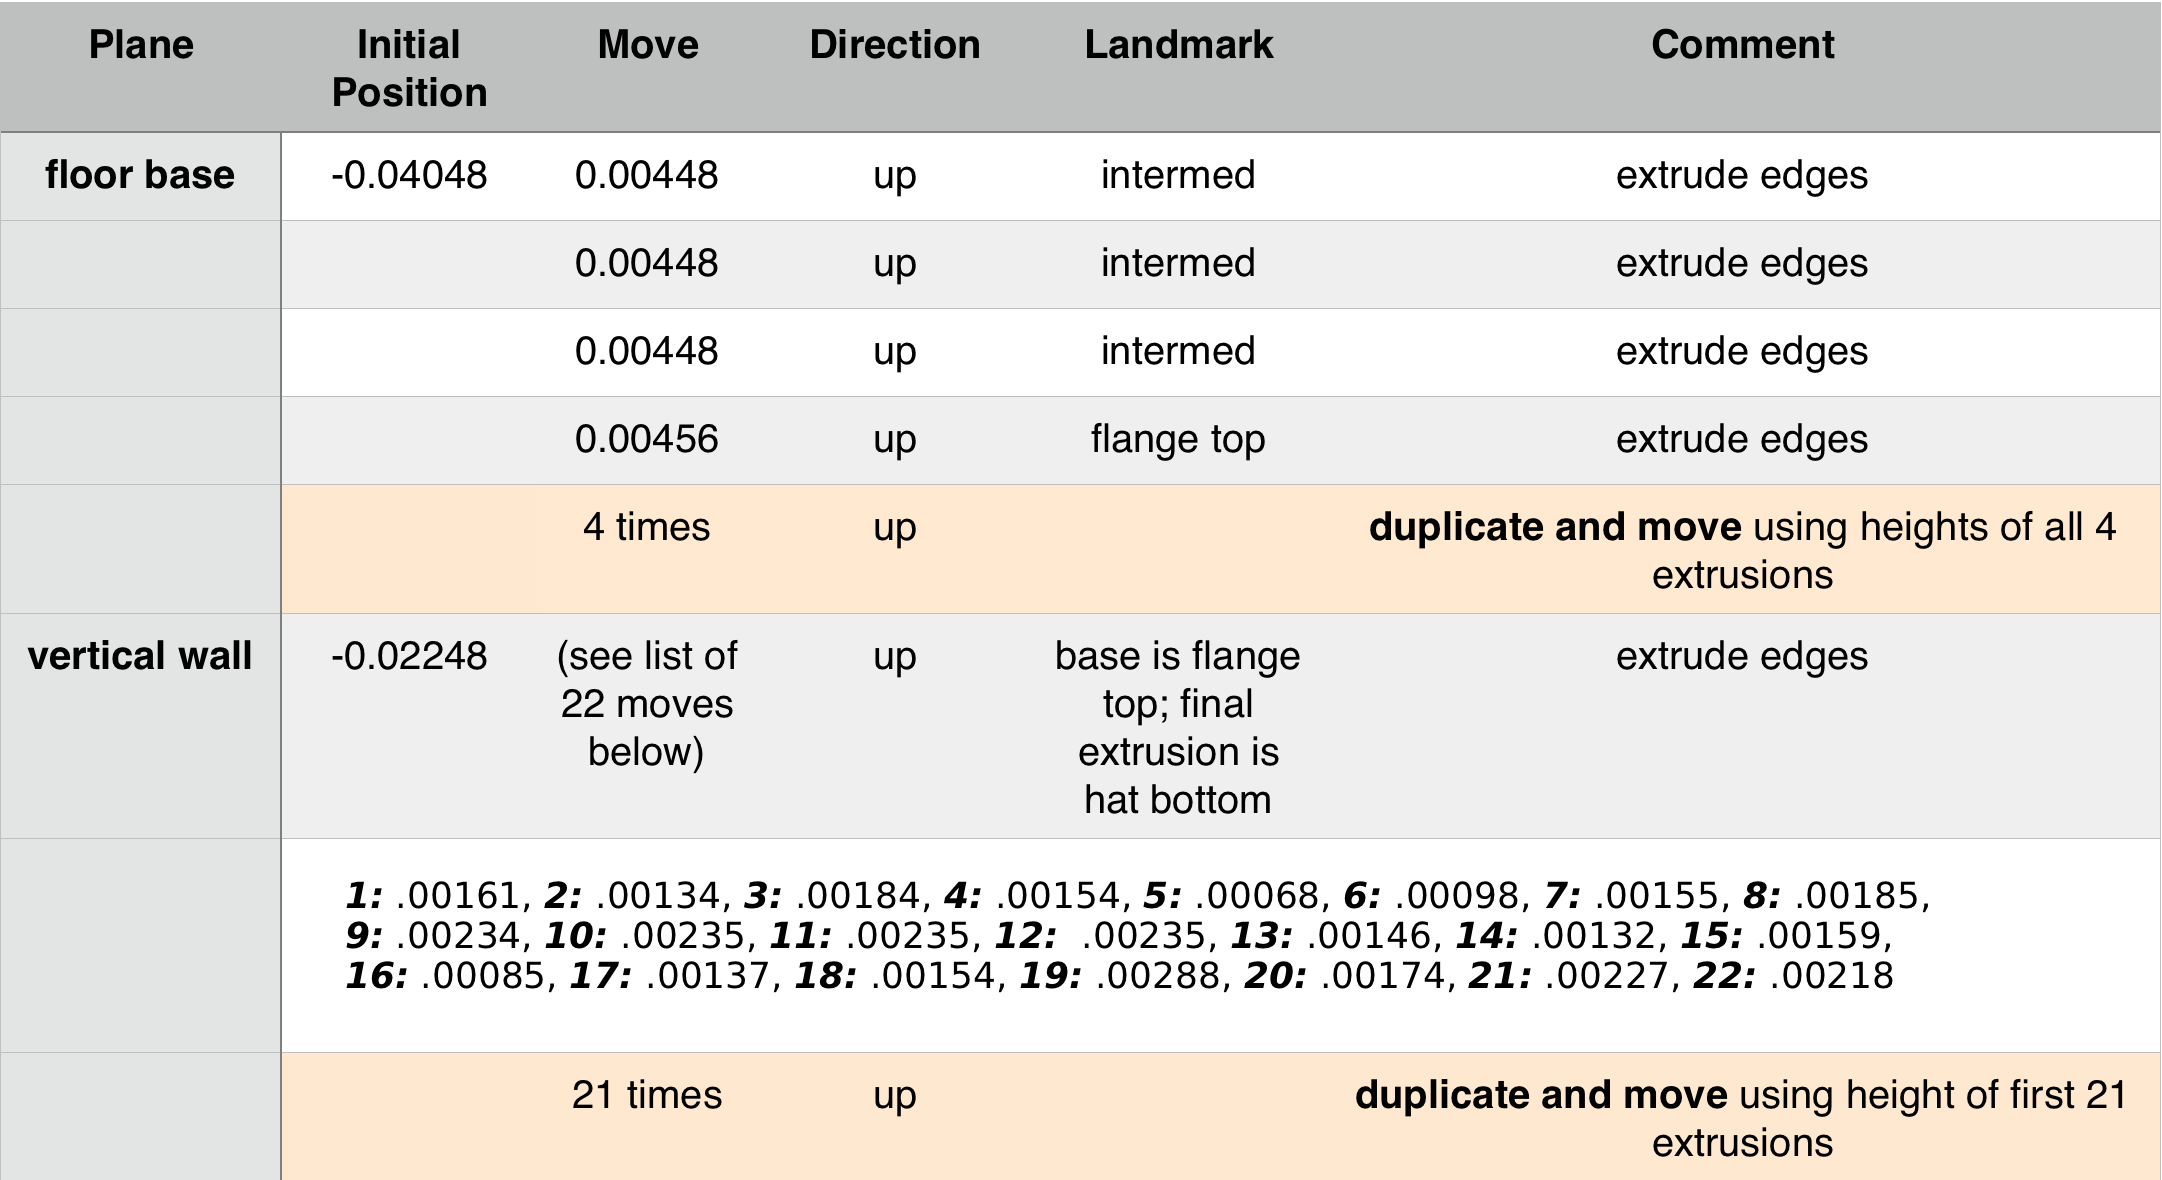 Plane Initial Position Move Direction Landmark Comment
floor base -0.04048 0.00448 up intermed extrude edges
0.00448 up intermed extrude edges
0.00448 up intermed extrude edges
0.00456 up flange top extrude edges
4 times up duplicate and move using heights of all 4
extrusions
vertical wall -0.02248 (see list of 22 moves below) up base is flange top; final extrusion is hat bottom extrude edges
1: .00161, 2: .00134, 3: .00184, 4: .00154, 5: .00068, 6: .00098, 7: .00155, 8: .00185,
9: .00234, 10: .00235, 11: .00235, 12: .00235, 13: .00146, 14: .00132, 15: .00159,
16: .00085, 17: .00137, 18: .00154, 19: .00288, 20: .00174, 21: .00227, 22: .00218
21 times up duplicate and move using height of first 21
extrusions